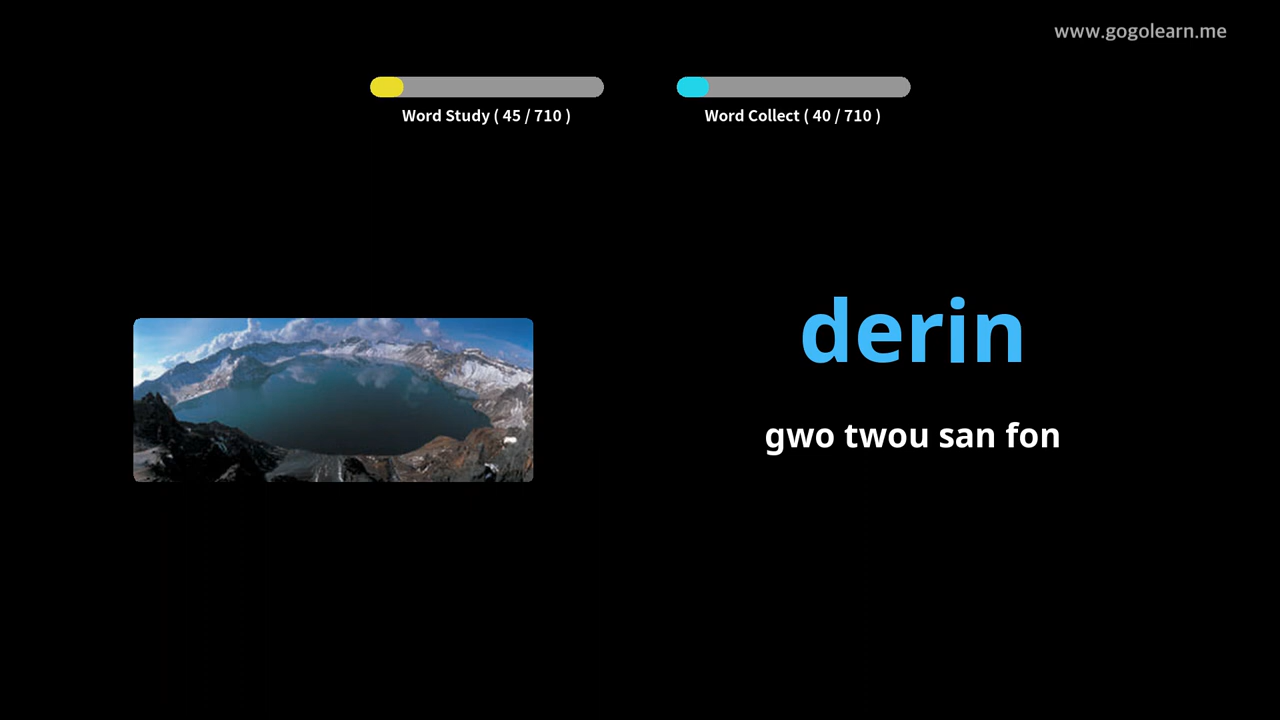 www.gogolearn.me
Word Study ( 45 / 710 )
Word Collect ( 40 / 710 )
derin
gwo twou san fon